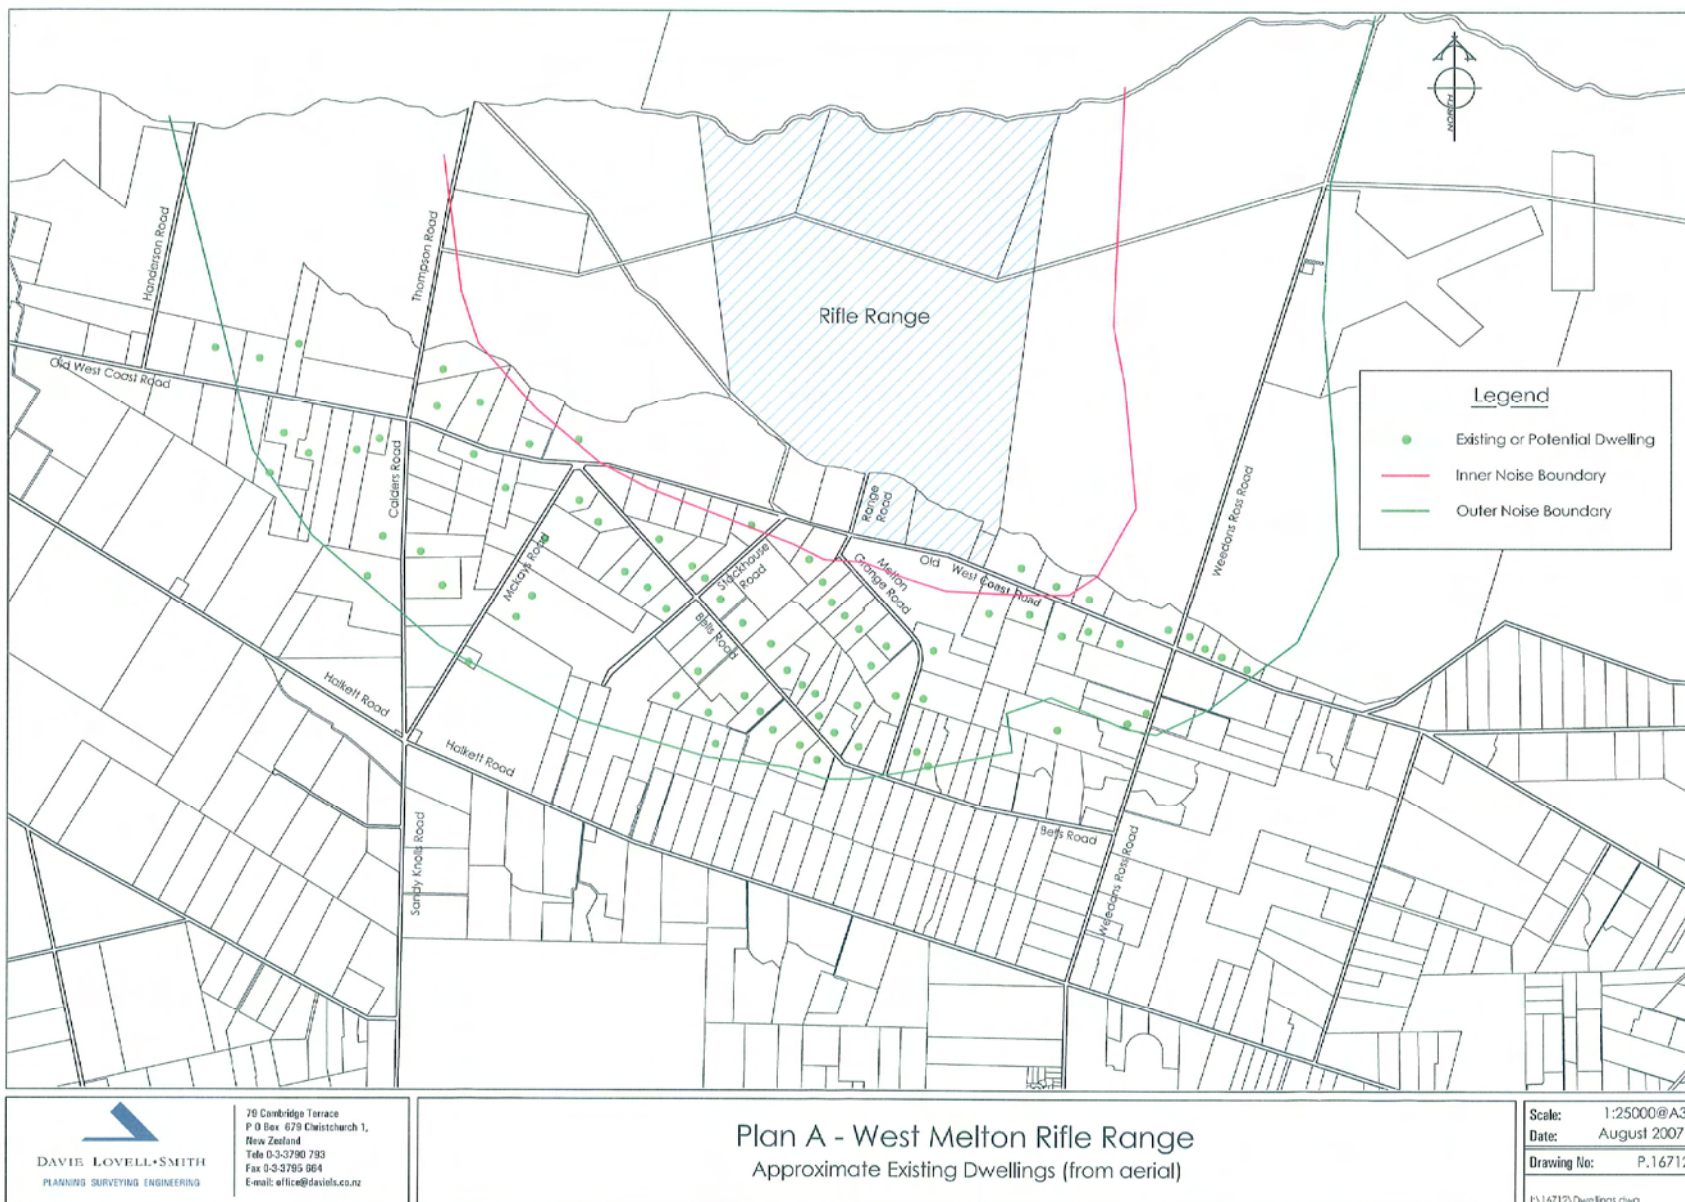 NORTH
Handerson Road
Thompson Road
Rifle Range
Old West Coast Road
Legend
Existing or Potential Dwelling
Inner Noise Boundary
Outer Noise Boundary
Calders Road
Range
Road
Weedons Ross Road
Mckays Road
Stackhouse
Road
Melton
Grange Road
Old West Coast Road
Bells Road
Halkett Road
Halkett Road
Sandy Knolls Road
Bells Road
Weedons Ross Road
DAVIE LOVELL-SMITH
PLANNING SURVEYING ENGINEERING
79 Cambridge Terrace
P O Box 679 Christchurch 1,
New Zealand
Tele 0-3-3790 793
Fax 0-3-3795 664
E-mail: office@daviels.co.nz
Plan A - West Melton Rifle Range
Approximate Existing Dwellings (from aerial)
Scale: 1:25000@A3
Date: August 2007
Drawing No: P.16712